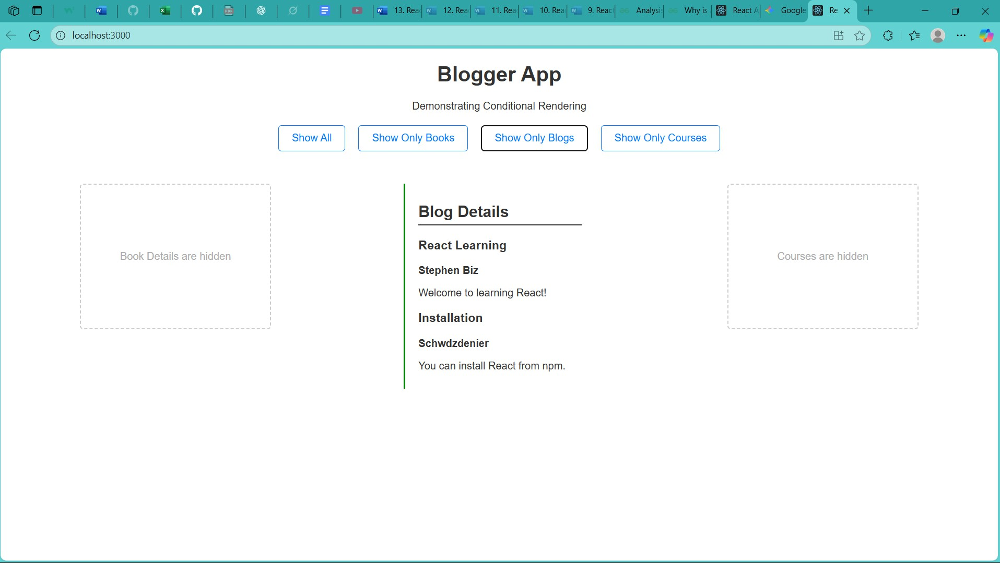 13. Reac
12. Rea
11. Rea
10. Rea
9. React
Analysis
Why is
React A
Google
Re
localhost:3000
Blogger App
Demonstrating Conditional Rendering
Show All
Show Only Books
Show Only Blogs
Show Only Courses
Book Details are hidden
Blog Details
React Learning
Stephen Biz
Welcome to learning React!
Installation
Schwdzdenier
You can install React from npm.
Courses are hidden